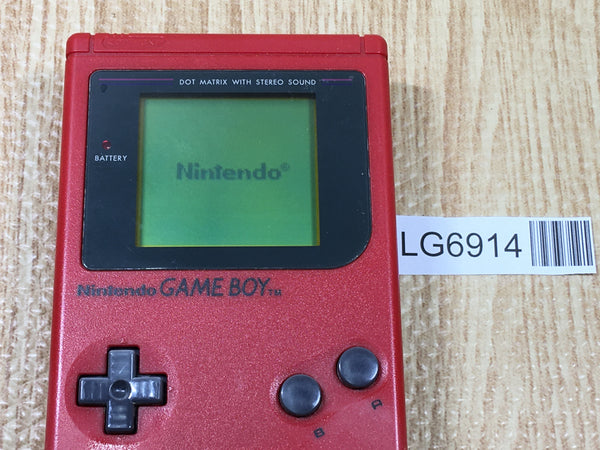 DOT MATRIX WITH STEREO SOUND
BATTERY
Nintendo®
LG6914
Nintendo GAME BOY™
A
B